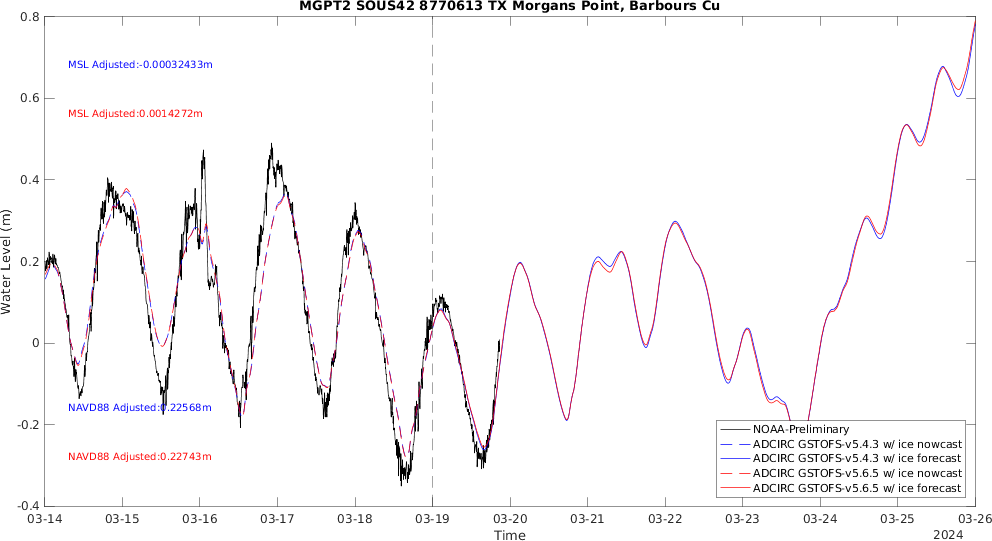 MGPT2 SOUS42 8770613 TX Morgans Point, Barbours Cu
0.8
0.6
0.4
0.2
0
-0.2
-0.4
Water Level (m)
MSL Adjusted:-0.00032433m
MSL Adjusted:0.0014272m
NAVD88 Adjusted:0.22568m
NAVD88 Adjusted:0.22743m
NOAA-Preliminary
ADCIRC GSTOFS-v5.4.3 w/ ice nowcast
ADCIRC GSTOFS-v5.4.3 w/ ice forecast
ADCIRC GSTOFS-v5.6.5 w/ ice nowcast
ADCIRC GSTOFS-v5.6.5 w/ ice forecast
03-14 03-15 03-16 03-17 03-18 03-19 03-20 03-21 03-22 03-23 03-24 03-25 03-26
Time
2024